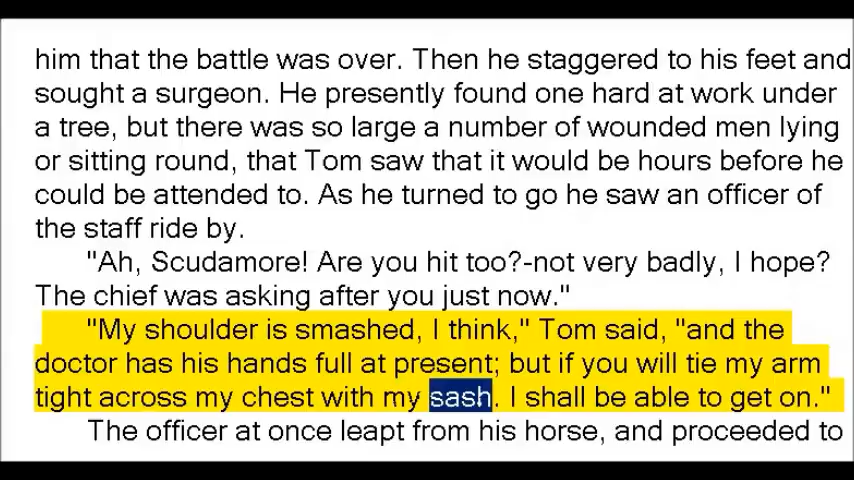 him that the battle was over. Then he staggered to his feet and
sought a surgeon. He presently found one hard at work under
a tree, but there was so large a number of wounded men lying
or sitting round, that Tom saw that it would be hours before he
could be attended to. As he turned to go he saw an officer of
the staff ride by.
"Ah, Scudamore! Are you hit too?-not very badly, I hope?
The chief was asking after you just now."
"My shoulder is smashed, I think," Tom said, "and the
doctor has his hands full at present; but if you will tie my arm
tight across my chest with my sash. I shall be able to get on."
The officer at once leapt from his horse, and proceeded to